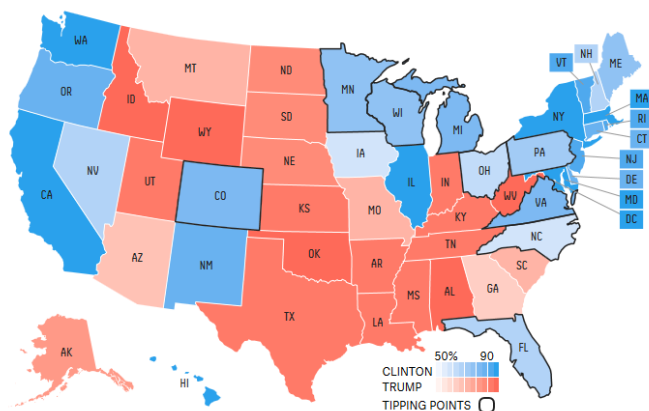 WA
MT
ND
MN
VT
NH
ME
OR
ID
SD
WI
MI
NY
MA
RI
CT
WY
NE
IA
PA
NJ
NV
UT
CO
IL
IN
OH
DE
MD
DC
CA
KS
MO
WV
VA
KY
AZ
NM
OK
AR
TN
NC
SC
TX
LA
MS
AL
GA
AK
HI
FL
50% 90
CLINTON
TRUMP
TIPPING POINTS